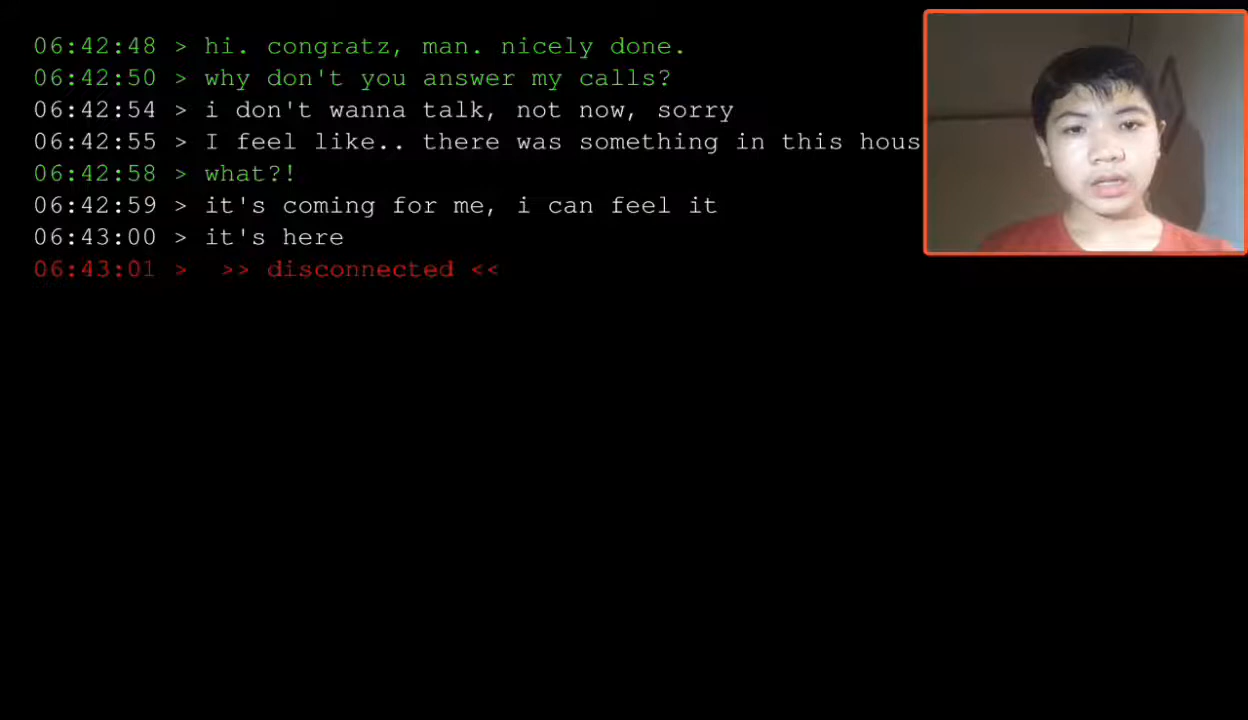 06:42:48 > hi. congratz, man. nicely done.
06:42:50 > why don't you answer my calls?
06:42:54 > i don't wanna talk, not now, sorry
06:42:55 > I feel like.. there was something in this hous
06:42:58 > what?!
06:42:59 > it's coming for me, i can feel it
06:43:00 > it's here
06:43:01 > >> disconnected <<